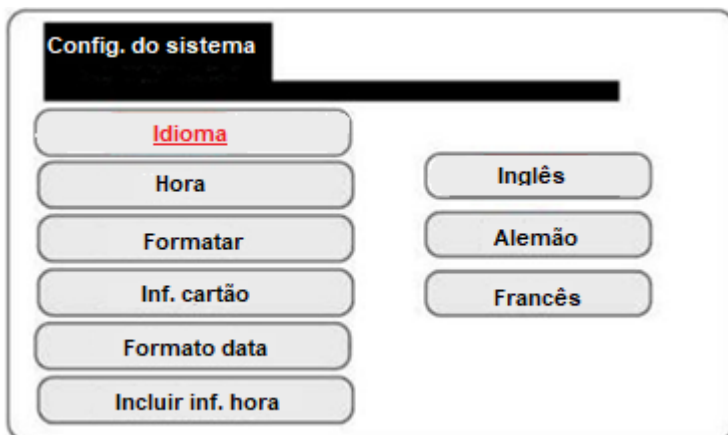 Config. do sistema
Idioma
Hora
Formatar
Inf. cartão
Formato data
Incluir inf. hora
Inglês
Alemão
Francês